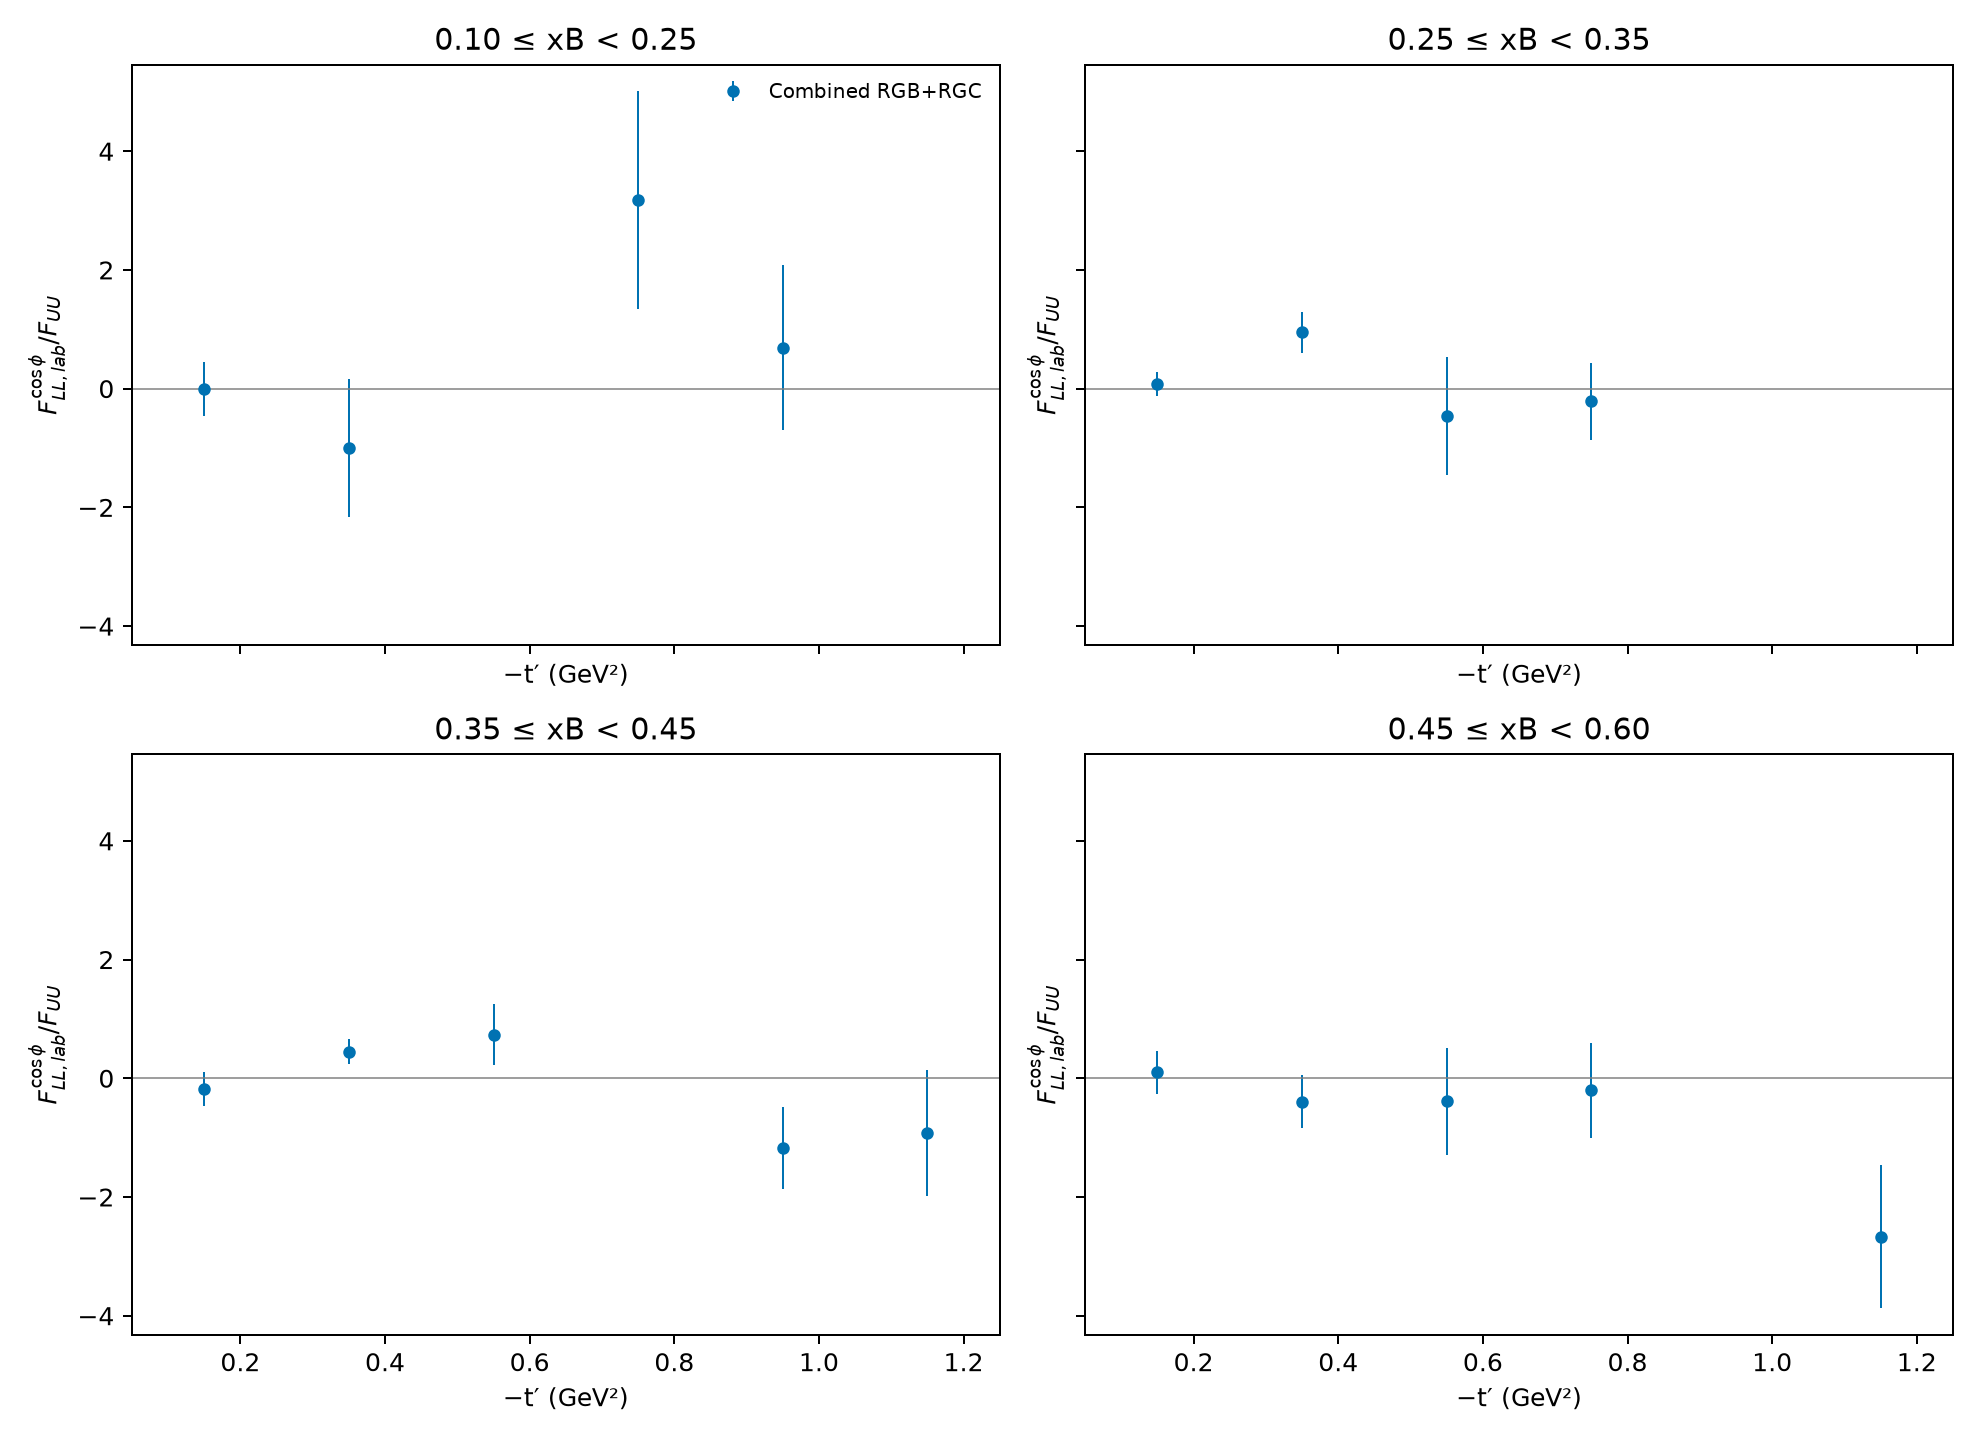 0.10 ≤ xB < 0.25
Combined RGB+RGC
4
2
0
−2
−4
F_{LL, lab}^{cos ϕ}/F_{UU}
−t′ (GeV²)
0.25 ≤ xB < 0.35
F_{LL, lab}^{cos ϕ}/F_{UU}
−t′ (GeV²)
0.35 ≤ xB < 0.45
4
2
0
−2
−4
F_{LL, lab}^{cos ϕ}/F_{UU}
0.2 0.4 0.6 0.8 1.0 1.2
−t′ (GeV²)
0.45 ≤ xB < 0.60
F_{LL, lab}^{cos ϕ}/F_{UU}
0.2 0.4 0.6 0.8 1.0 1.2
−t′ (GeV²)